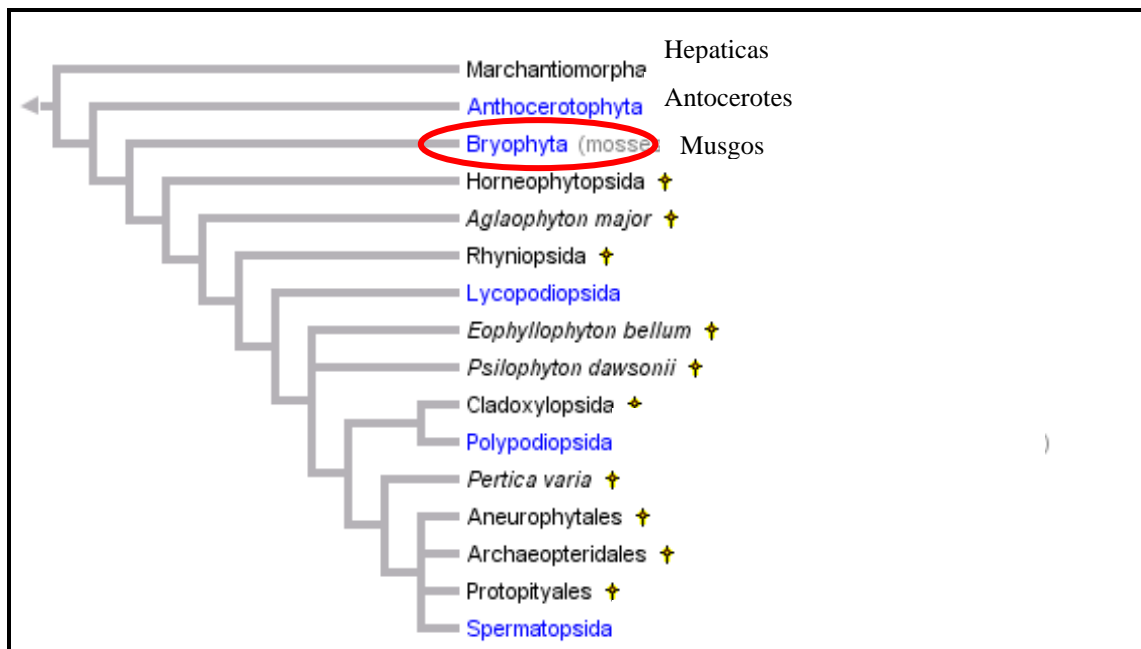 Marchantiomorpha Hepaticas
Anthocerotophyta Antocerotes
Bryophyta (mosses Musgos
Horneophytopsida
Aglaophyton major
Rhyniopsida
Lycopodiopsida
Eophyllophyton bellum
Psilophyton dawsonii
Cladoxylopsida
Polypodiopsida )
Pertica varia
Aneurophytales
Archaeopteridales
Protopityales
Spermatopsida